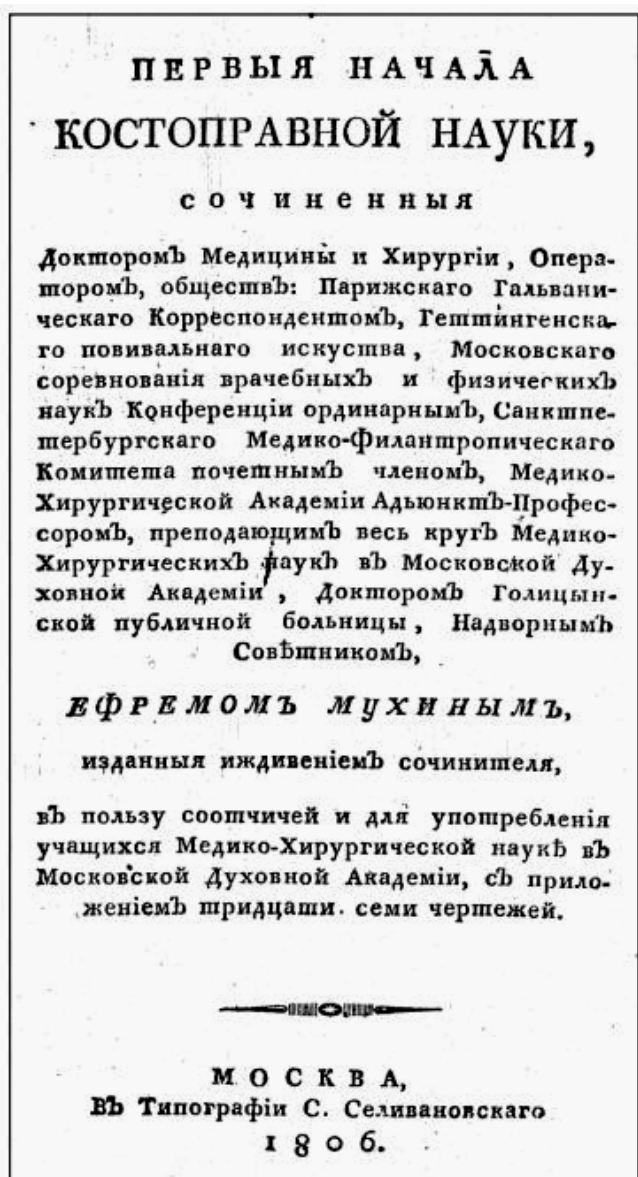 ПЕРВЫЯ НАЧАЛА
КОСТОПРАВНОЙ НАУКИ,
сочиненныя
Докторомъ Медицины и Хирургіи, Опера-
торомъ, обществъ: Парижскаго Гальвани-
ческаго Корреспондентомъ, Геттингенска-
го повивальнаго искуства, Московскаго
соревнованія врачебныхъ и физическихъ
наукъ Конференціи ординарнымъ, Санктпе-
тербургскаго Медико-Филантропическаго
Комитета почетнымъ членомъ, Медико-
Хирургической Академіи Адъюнктъ-Профес-
соромъ, преподающимъ весь кругъ Медико-
Хирургическихъ наукъ въ Московской Ду-
ховной Академіи, Докторомъ Голицын-
ской публичной больницы, Надворнымъ
Совѣтникомъ,
ЕФРЕМОМЪ МУХИНЫМЪ,
изданныя иждивеніемъ сочинителя,
въ пользу соотчичей и для употребленія
учащихся Медико-Хирургической наукѣ въ
Московской Духовной Академіи, съ прило-
женіемъ тридцати семи чертежей.
МОСКВА,
Въ Типографіи С. Селивановскаго
1806.